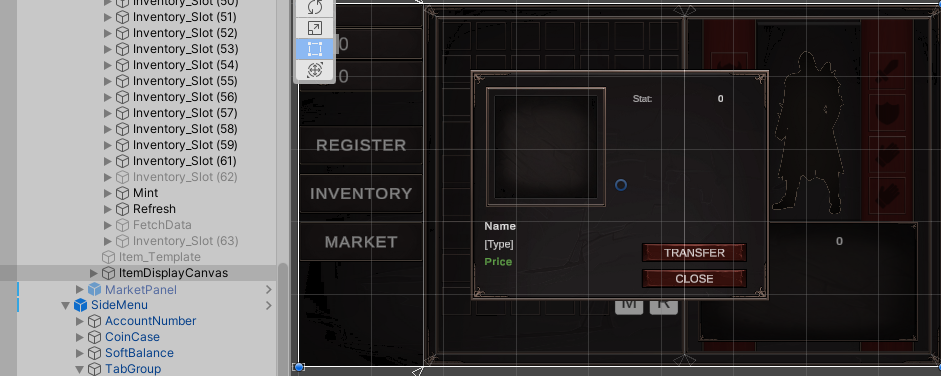 Inventory_Slot (50)
Inventory_Slot (51)
Inventory_Slot (52)
Inventory_Slot (53)
Inventory_Slot (54)
Inventory_Slot (55)
Inventory_Slot (56)
Inventory_Slot (57)
Inventory_Slot (58)
Inventory_Slot (59)
Inventory_Slot (61)
Inventory_Slot (62)
Mint
Refresh
FetchData
Inventory_Slot (63)
Item_Template
ItemDisplayCanvas
MarketPanel
SideMenu
AccountNumber
CoinCase
SoftBalance
TabGroup
0
0
REGISTER
INVENTORY
MARKET
Stat: 0
Name
[Type]
Price
TRANSFER
CLOSE
M R
0